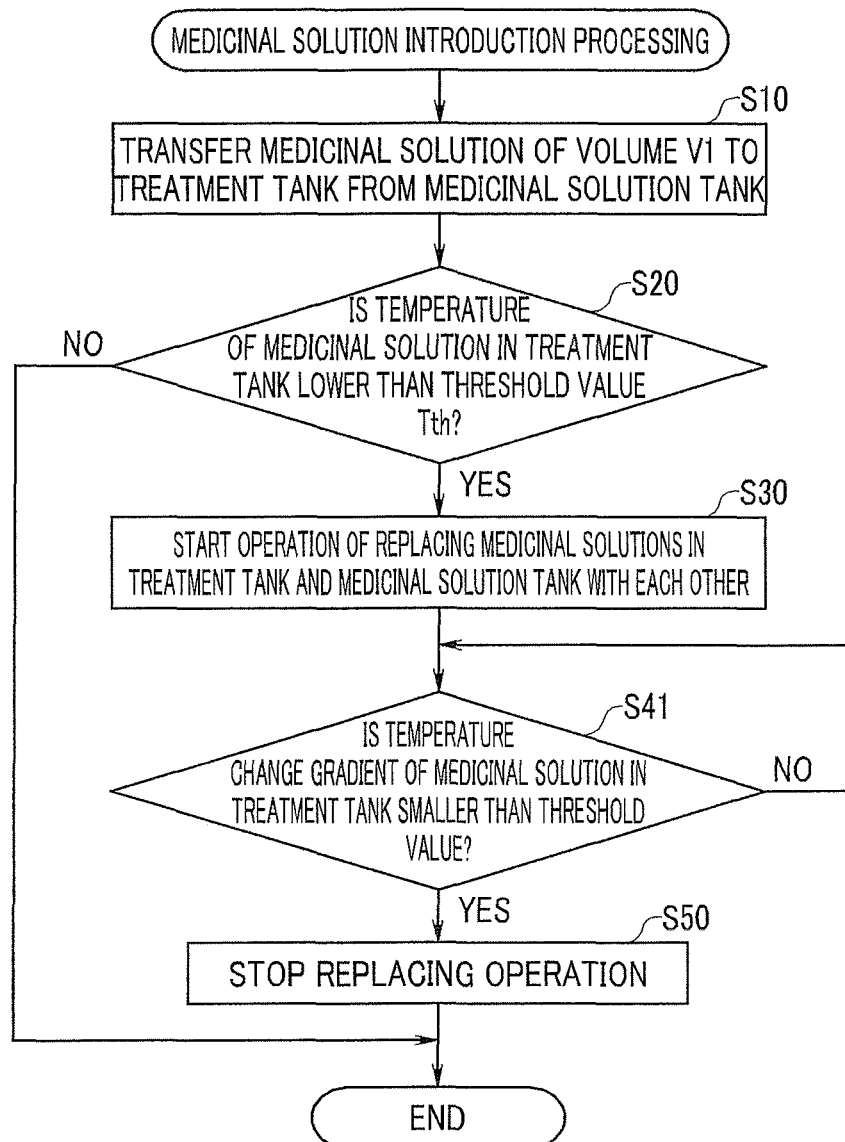 MEDICINAL SOLUTION INTRODUCTION PROCESSING
S10
TRANSFER MEDICINAL SOLUTION OF VOLUME V1 TO
TREATMENT TANK FROM MEDICINAL SOLUTION TANK
S20
IS TEMPERATURE
OF MEDICINAL SOLUTION IN TREATMENT
TANK LOWER THAN THRESHOLD VALUE
Tth?
NO
YES
S30
START OPERATION OF REPLACING MEDICINAL SOLUTIONS IN
TREATMENT TANK AND MEDICINAL SOLUTION TANK WITH EACH OTHER
S41
IS TEMPERATURE
CHANGE GRADIENT OF MEDICINAL SOLUTION IN
TREATMENT TANK SMALLER THAN THRESHOLD
VALUE?
NO
YES
S50
STOP REPLACING OPERATION
END